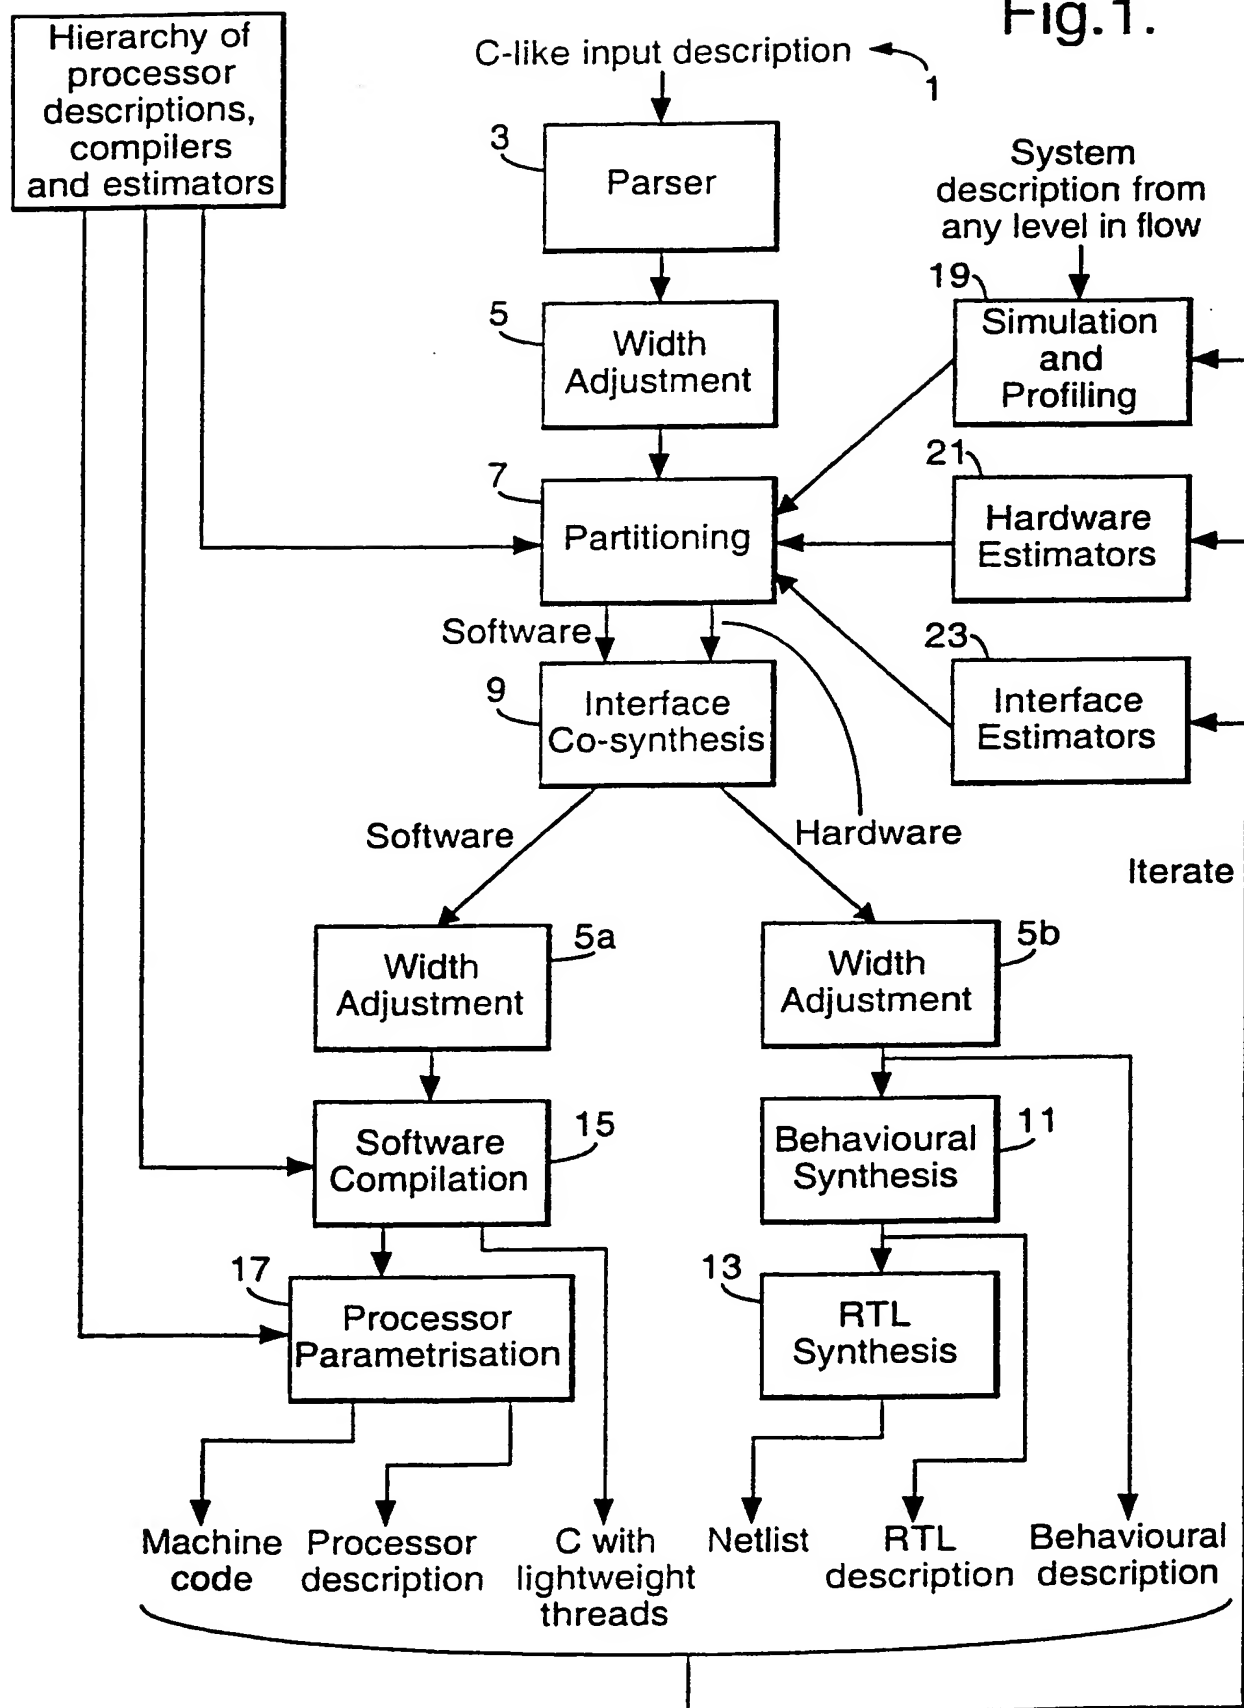 Fig.1.
Hierarchy of
processor
descriptions,
compilers
and estimators
C-like input description
1
3
Parser
System
description from
any level in flow
19
Simulation
and
Profiling
5
Width
Adjustment
7
Partitioning
21
Hardware
Estimators
Software
23
Interface
Estimators
9
Interface
Co-synthesis
Software
Hardware
Iterate
Width
Adjustment
5a
Width
Adjustment
5b
Software
Compilation
15
Behavioural
Synthesis
11
17
Processor
Parametrisation
13
RTL
Synthesis
Machine
code
Processor
description
C with
lightweight
threads
Netlist
RTL
description
Behavioural
description